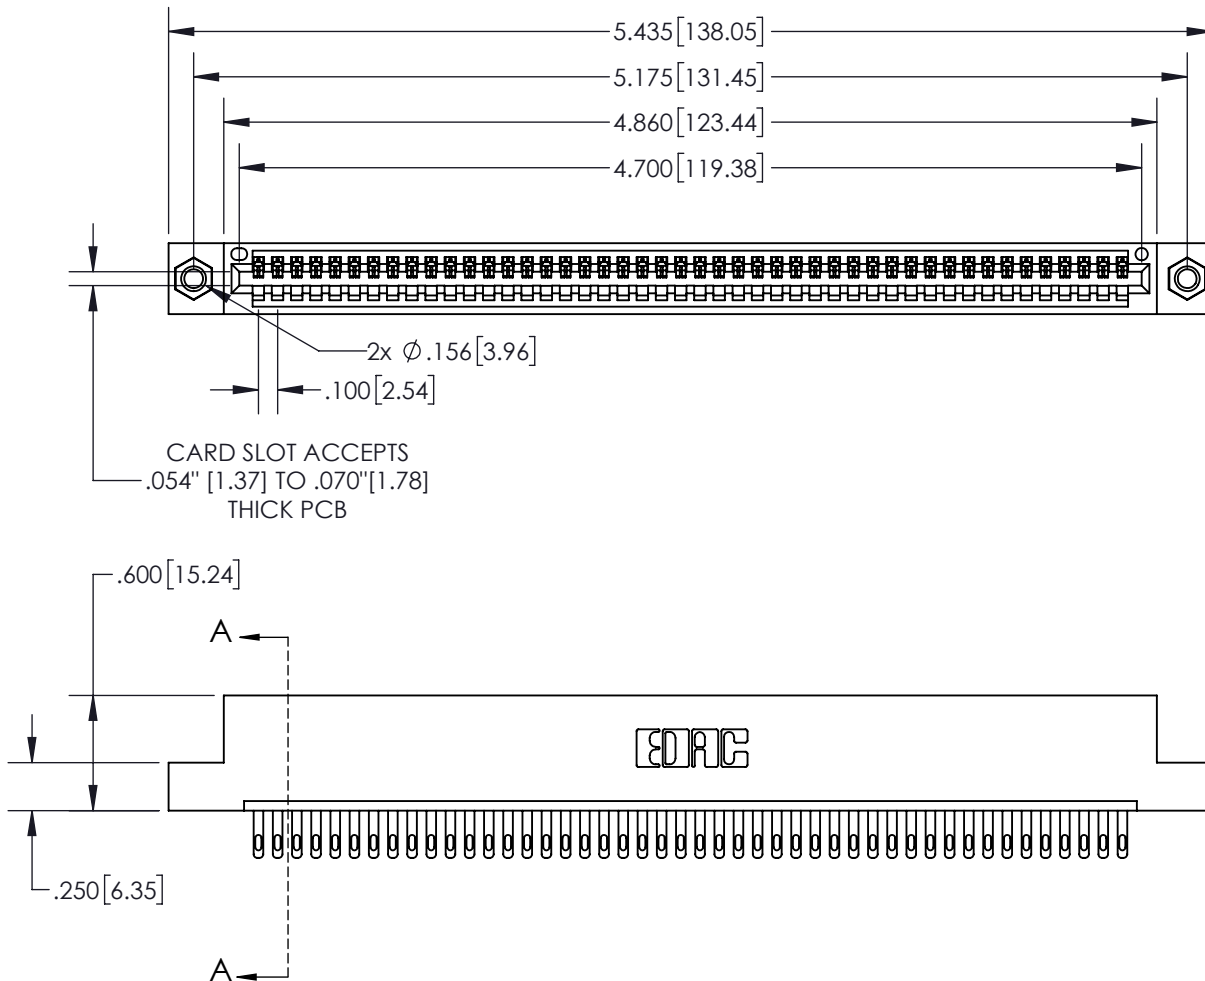 5.435[138.05]
5.175[131.45]
4.860[123.44]
4.700[119.38]
2x Ø.156[3.96]
.100[2.54]
CARD SLOT ACCEPTS
.054" [1.37] TO .070"[1.78]
THICK PCB
.600[15.24]
A
EDAC
.250[6.35]
A